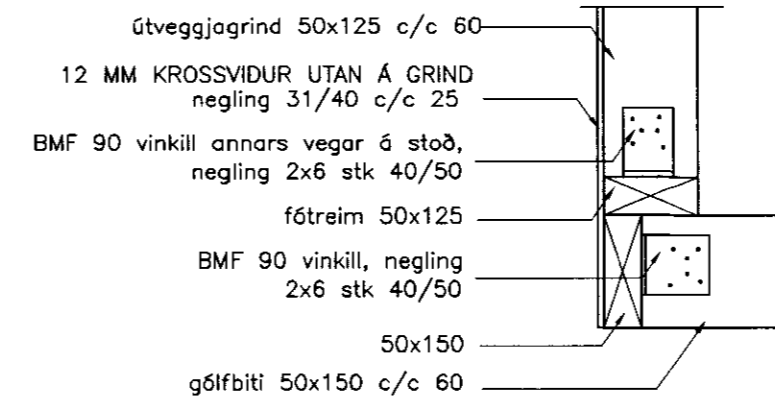 útveggjagrind 50x125 c/c 60
12 MM KROSSVIDUR UTAN Á GRIND
negling 31/40 c/c 25
BMF 90 vinkill annars vegar á stoð,
negling 2x6 stk 40/50
fótreim 50x125
BMF 90 vinkill, negling
2x6 stk 40/50
50x150
gólfbiti 50x150 c/c 60